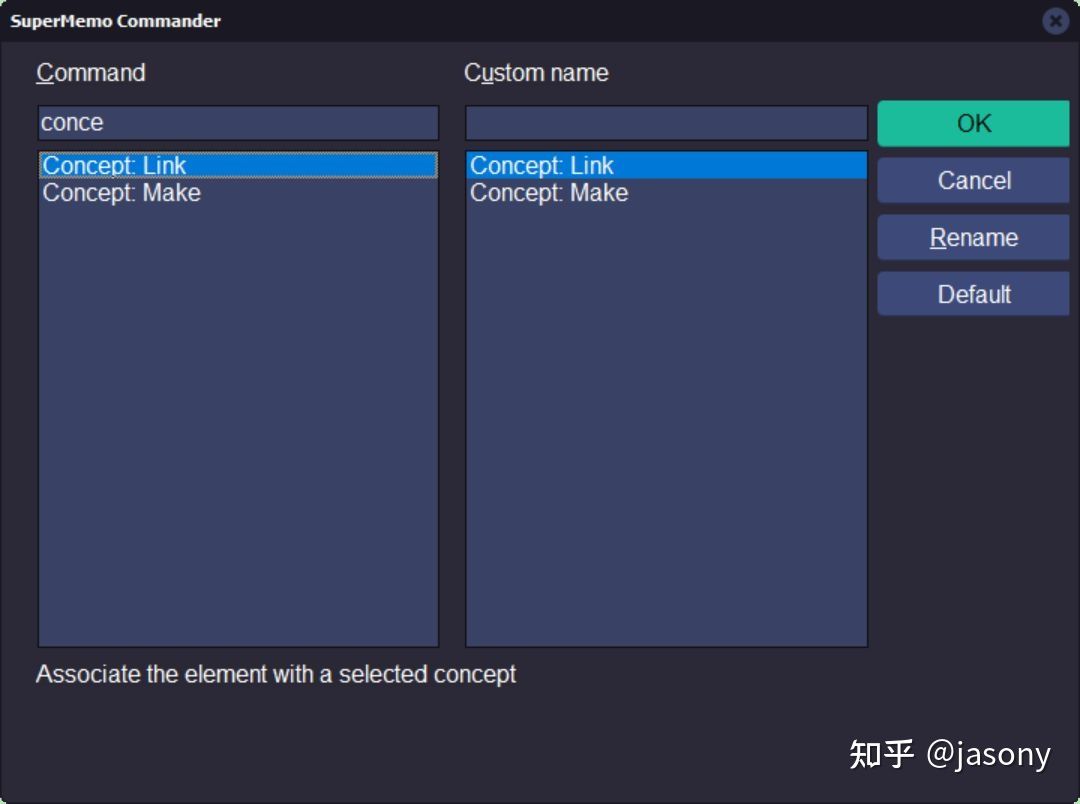 SuperMemo Commander
Command
Custom name
conce
OK
Concept: Link
Concept: Make
Concept: Link
Concept: Make
Cancel
Rename
Default
Associate the element with a selected concept
知乎 @jasony